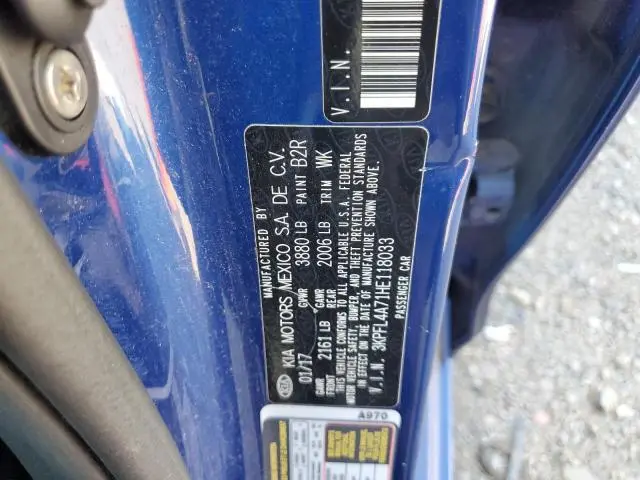 V.I.N.
MANUFACTURED BY
KIA MOTORS MEXICO S.A. DE C.V.
01/17 GVWR 3880 LB PAINT B2R
GAWR FRONT 2161 LB GAWR REAR 2006 LB TRIM WK
THIS VEHICLE CONFORMS TO ALL APPLICABLE U.S.A. FEDERAL
MOTOR VEHICLE SAFETY, BUMPER, AND THEFT PREVENTION STANDARDS
IN EFFECT ON THE DATE OF MANUFACTURE SHOWN ABOVE.
V.I.N. 3KPFL4A71HE118033
PASSENGER CAR
KIA
A970